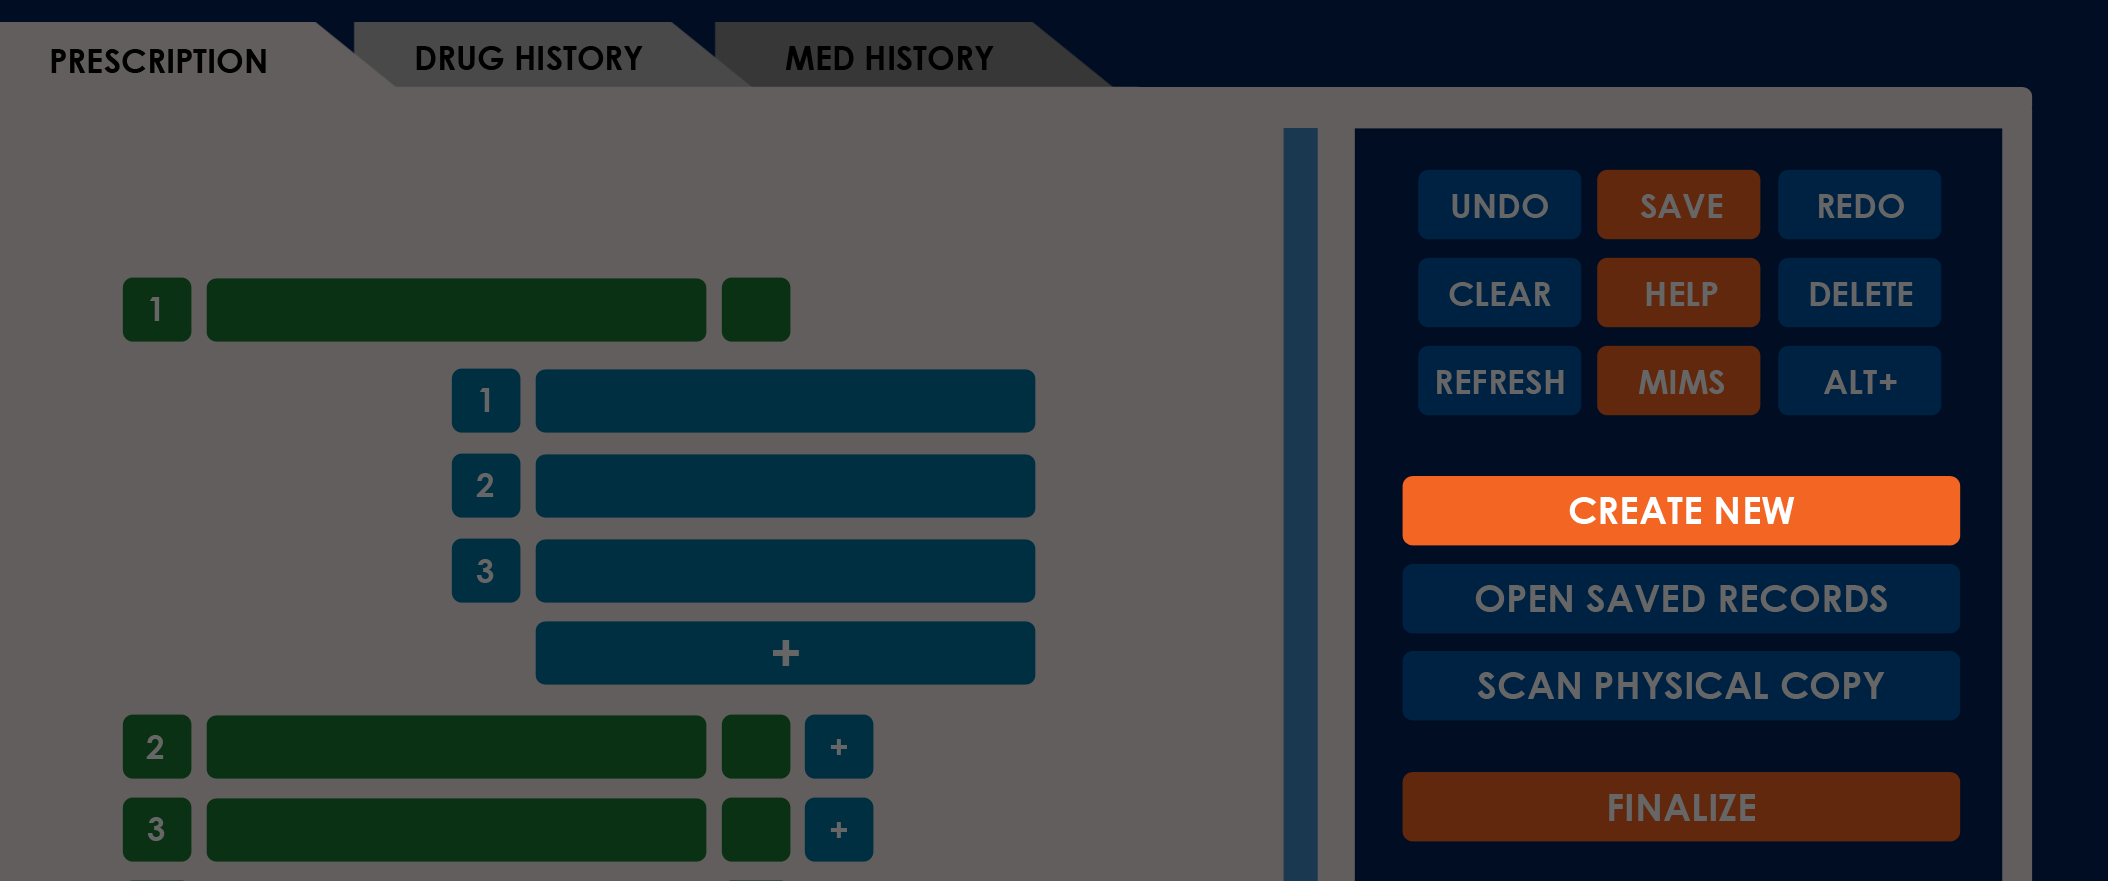 PRESCRIPTION
DRUG HISTORY
MED HISTORY
1
1
2
3
+
2
+
3
+
UNDO
SAVE
REDO
CLEAR
HELP
DELETE
REFRESH
MIMS
ALT+
CREATE NEW
OPEN SAVED RECORDS
SCAN PHYSICAL COPY
FINALIZE